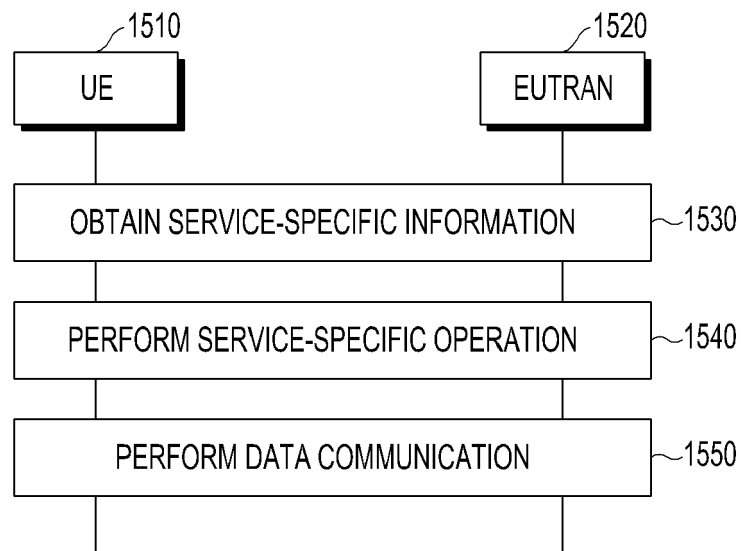 1510
1520
UE
EUTRAN
OBTAIN SERVICE-SPECIFIC INFORMATION
1530
PERFORM SERVICE-SPECIFIC OPERATION
1540
PERFORM DATA COMMUNICATION
1550